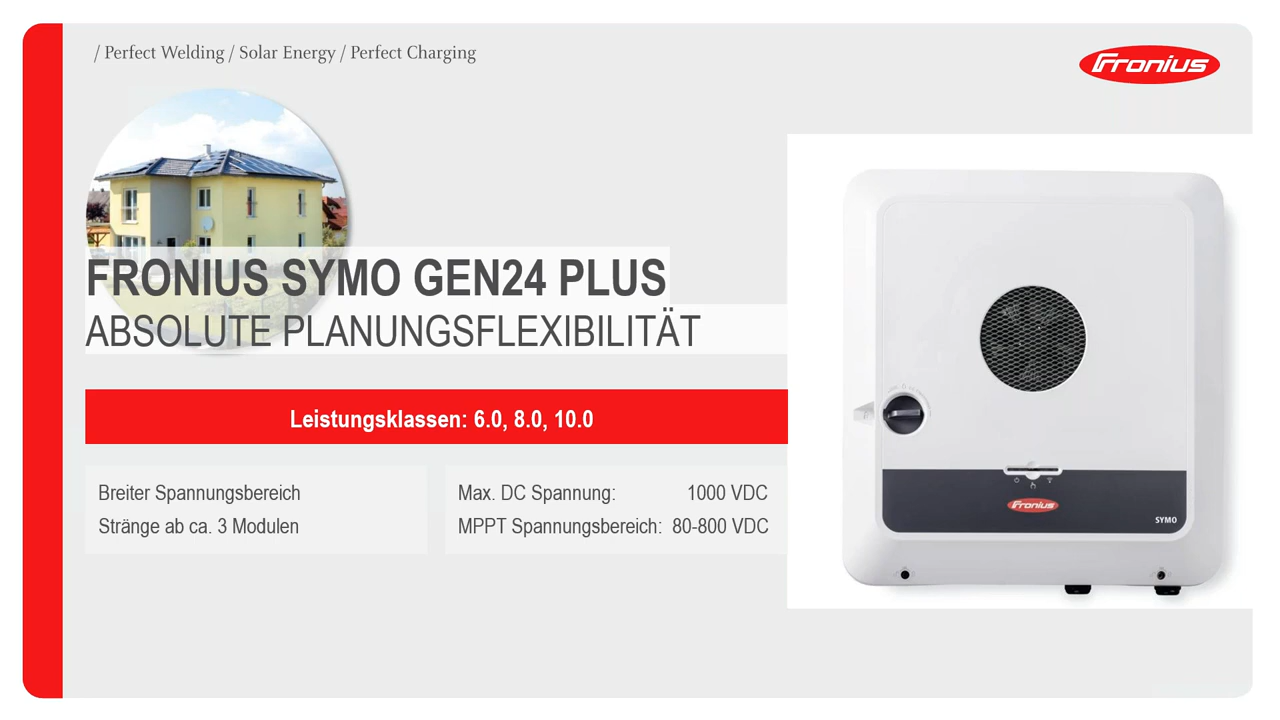 / Perfect Welding / Solar Energy / Perfect Charging
Fronius
FRONIUS SYMO GEN24 PLUS
ABSOLUTE PLANUNGSFLEXIBILITÄT
Leistungsklassen: 6.0, 8.0, 10.0
Breiter Spannungsbereich
Stränge ab ca. 3 Modulen
Max. DC Spannung: 1000 VDC
MPPT Spannungsbereich: 80-800 VDC
Fronius
SYMO